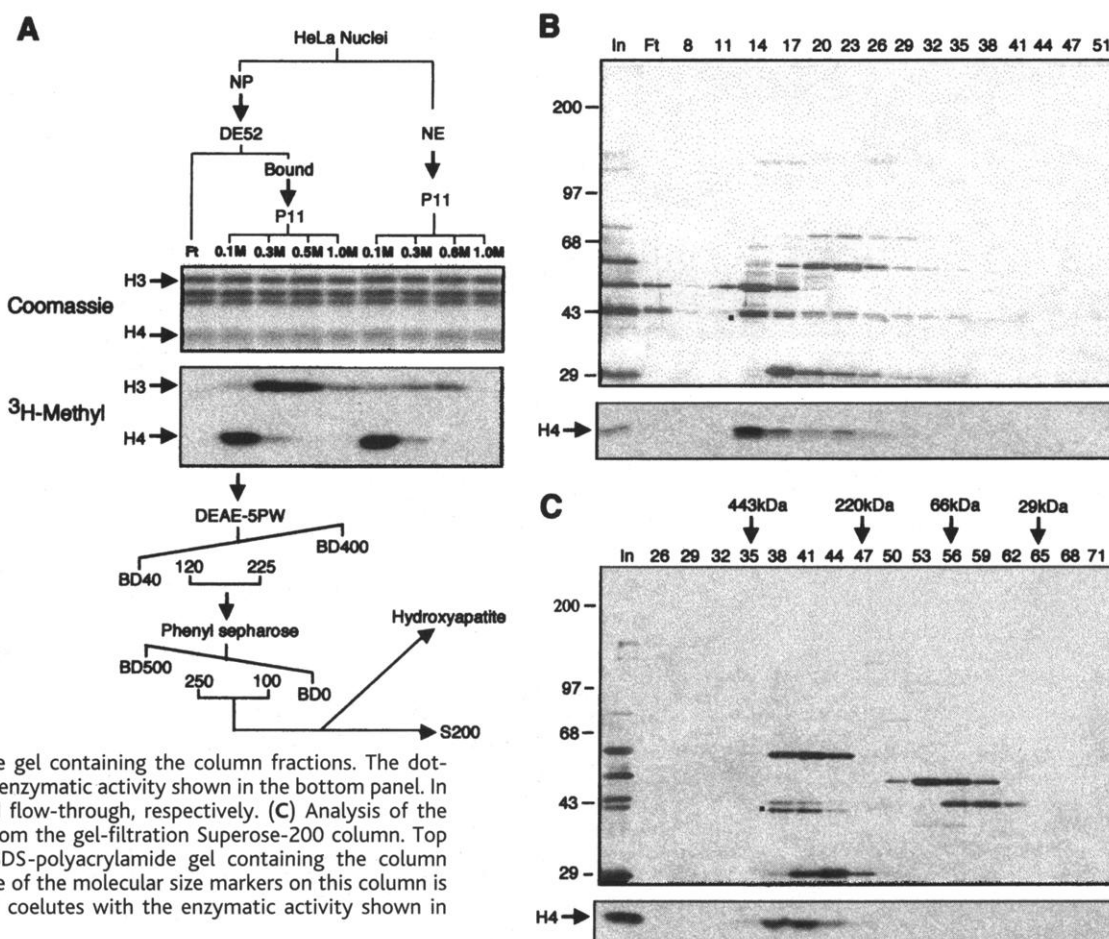 A
HeLa Nuclei
NP
DE52
NE
Bound
P11
P11
Ft 0.1M 0.3M 0.5M 1.0M 0.1M 0.3M 0.6M 1.0M
H3
Coomassie
H4
H3
³H-Methyl
H4
DEAE-5PW
BD40
BD400
120 225
Phenyl sepharose
Hydroxyapatite
BD500
BD0
250 100
S200
e gel containing the column fractions. The dot-
enzymatic activity shown in the bottom panel. In
l flow-through, respectively. (C) Analysis of the
om the gel-filtration Superose-200 column. Top
DS-polyacrylamide gel containing the column
e of the molecular size markers on this column is
coelutes with the enzymatic activity shown in
B
In Ft 8 11 14 17 20 23 26 29 32 35 38 41 44 47 51
200
97
68
43
29
H4
C
443kDa 220kDa 66kDa 29kDa
In 26 29 32 35 38 41 44 47 50 53 56 59 62 65 68 71
200
97
68
43
29
H4